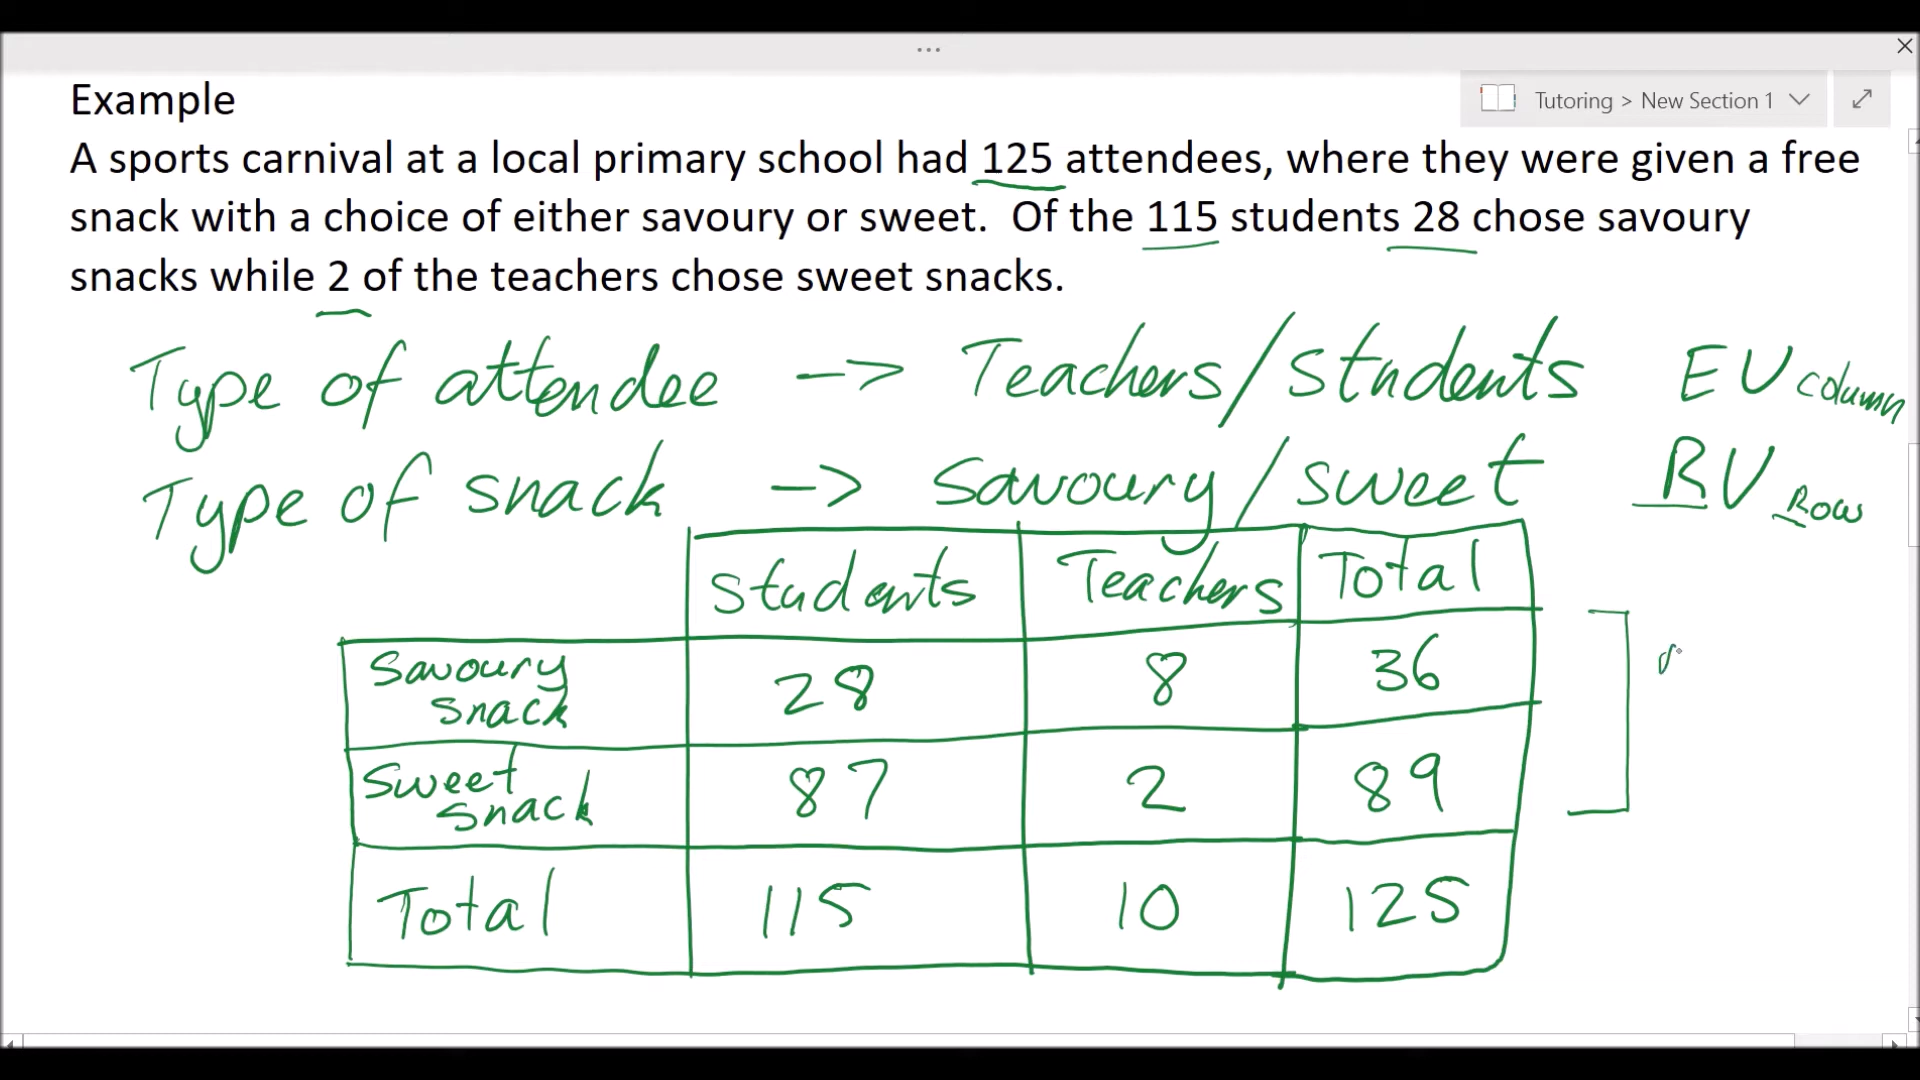 ...
Example
Tutoring > New Section 1
A sports carnival at a local primary school had 125 attendees, where they were given a free
snack with a choice of either savoury or sweet. Of the 115 students 28 chose savoury
snacks while 2 of the teachers chose sweet snacks.
Type of attendee -> Teachers/students EV column
Type of snack -> Savoury/sweet RV Row
Students Teachers Total
Savoury snack 28 8 36
Sweet snack 87 2 89
Total 115 10 125